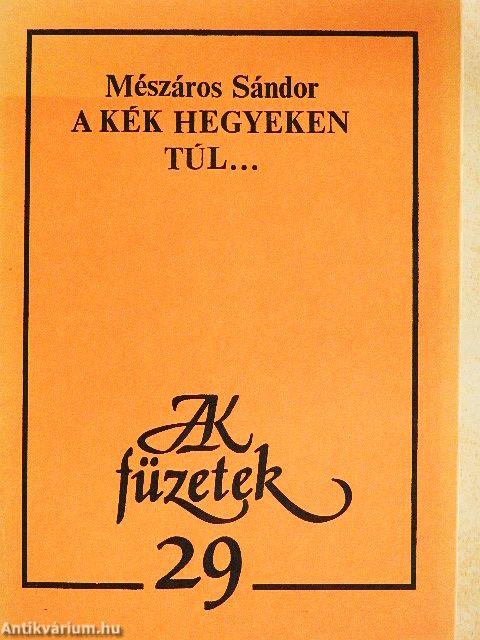 Mészáros Sándor
A KÉK HEGYEKEN
TÚL...
AK
füzetek
29
Antikvárium.hu